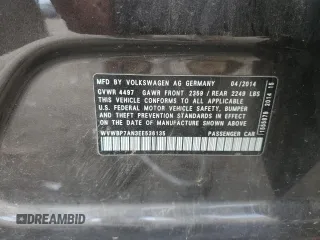 MFD. BY VOLKSWAGEN AG GERMANY 04/2014
GVWR 4497 GAWR FRONT 2359 / REAR 2249 LBS
THIS VEHICLE CONFORMS TO ALL APPLICABLE
U.S. FEDERAL MOTOR VEHICLE SAFETY, BUMPER,
AND THEFT PREVENTION STANDARDS IN EFFECT
ON THE DATE OF MANUFACTURE SHOWN ABOVE.
WVWBP7AN3EE536135 PASSENGER CAR
DREAMBID